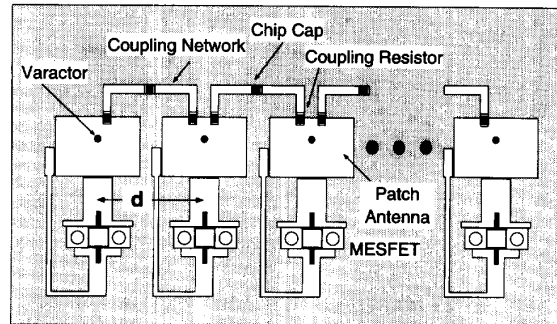 Chip Cap
Coupling Network
Coupling Resistor
Varactor
d
Patch
Antenna
MESFET